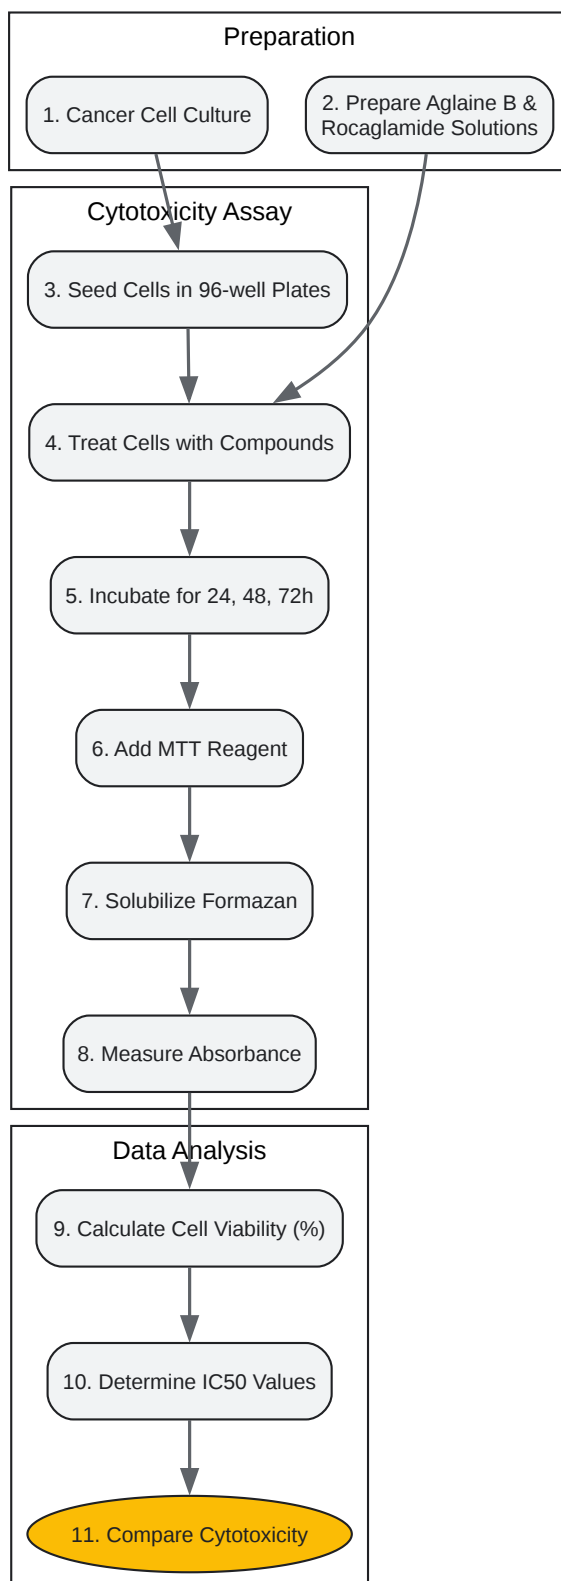 Preparation
1. Cancer Cell Culture
2. Prepare Aglaine B &
Rocaglamide Solutions
Cytotoxicity Assay
3. Seed Cells in 96-well Plates
4. Treat Cells with Compounds
5. Incubate for 24, 48, 72h
6. Add MTT Reagent
7. Solubilize Formazan
8. Measure Absorbance
Data Analysis
9. Calculate Cell Viability (%)
10. Determine IC50 Values
11. Compare Cytotoxicity